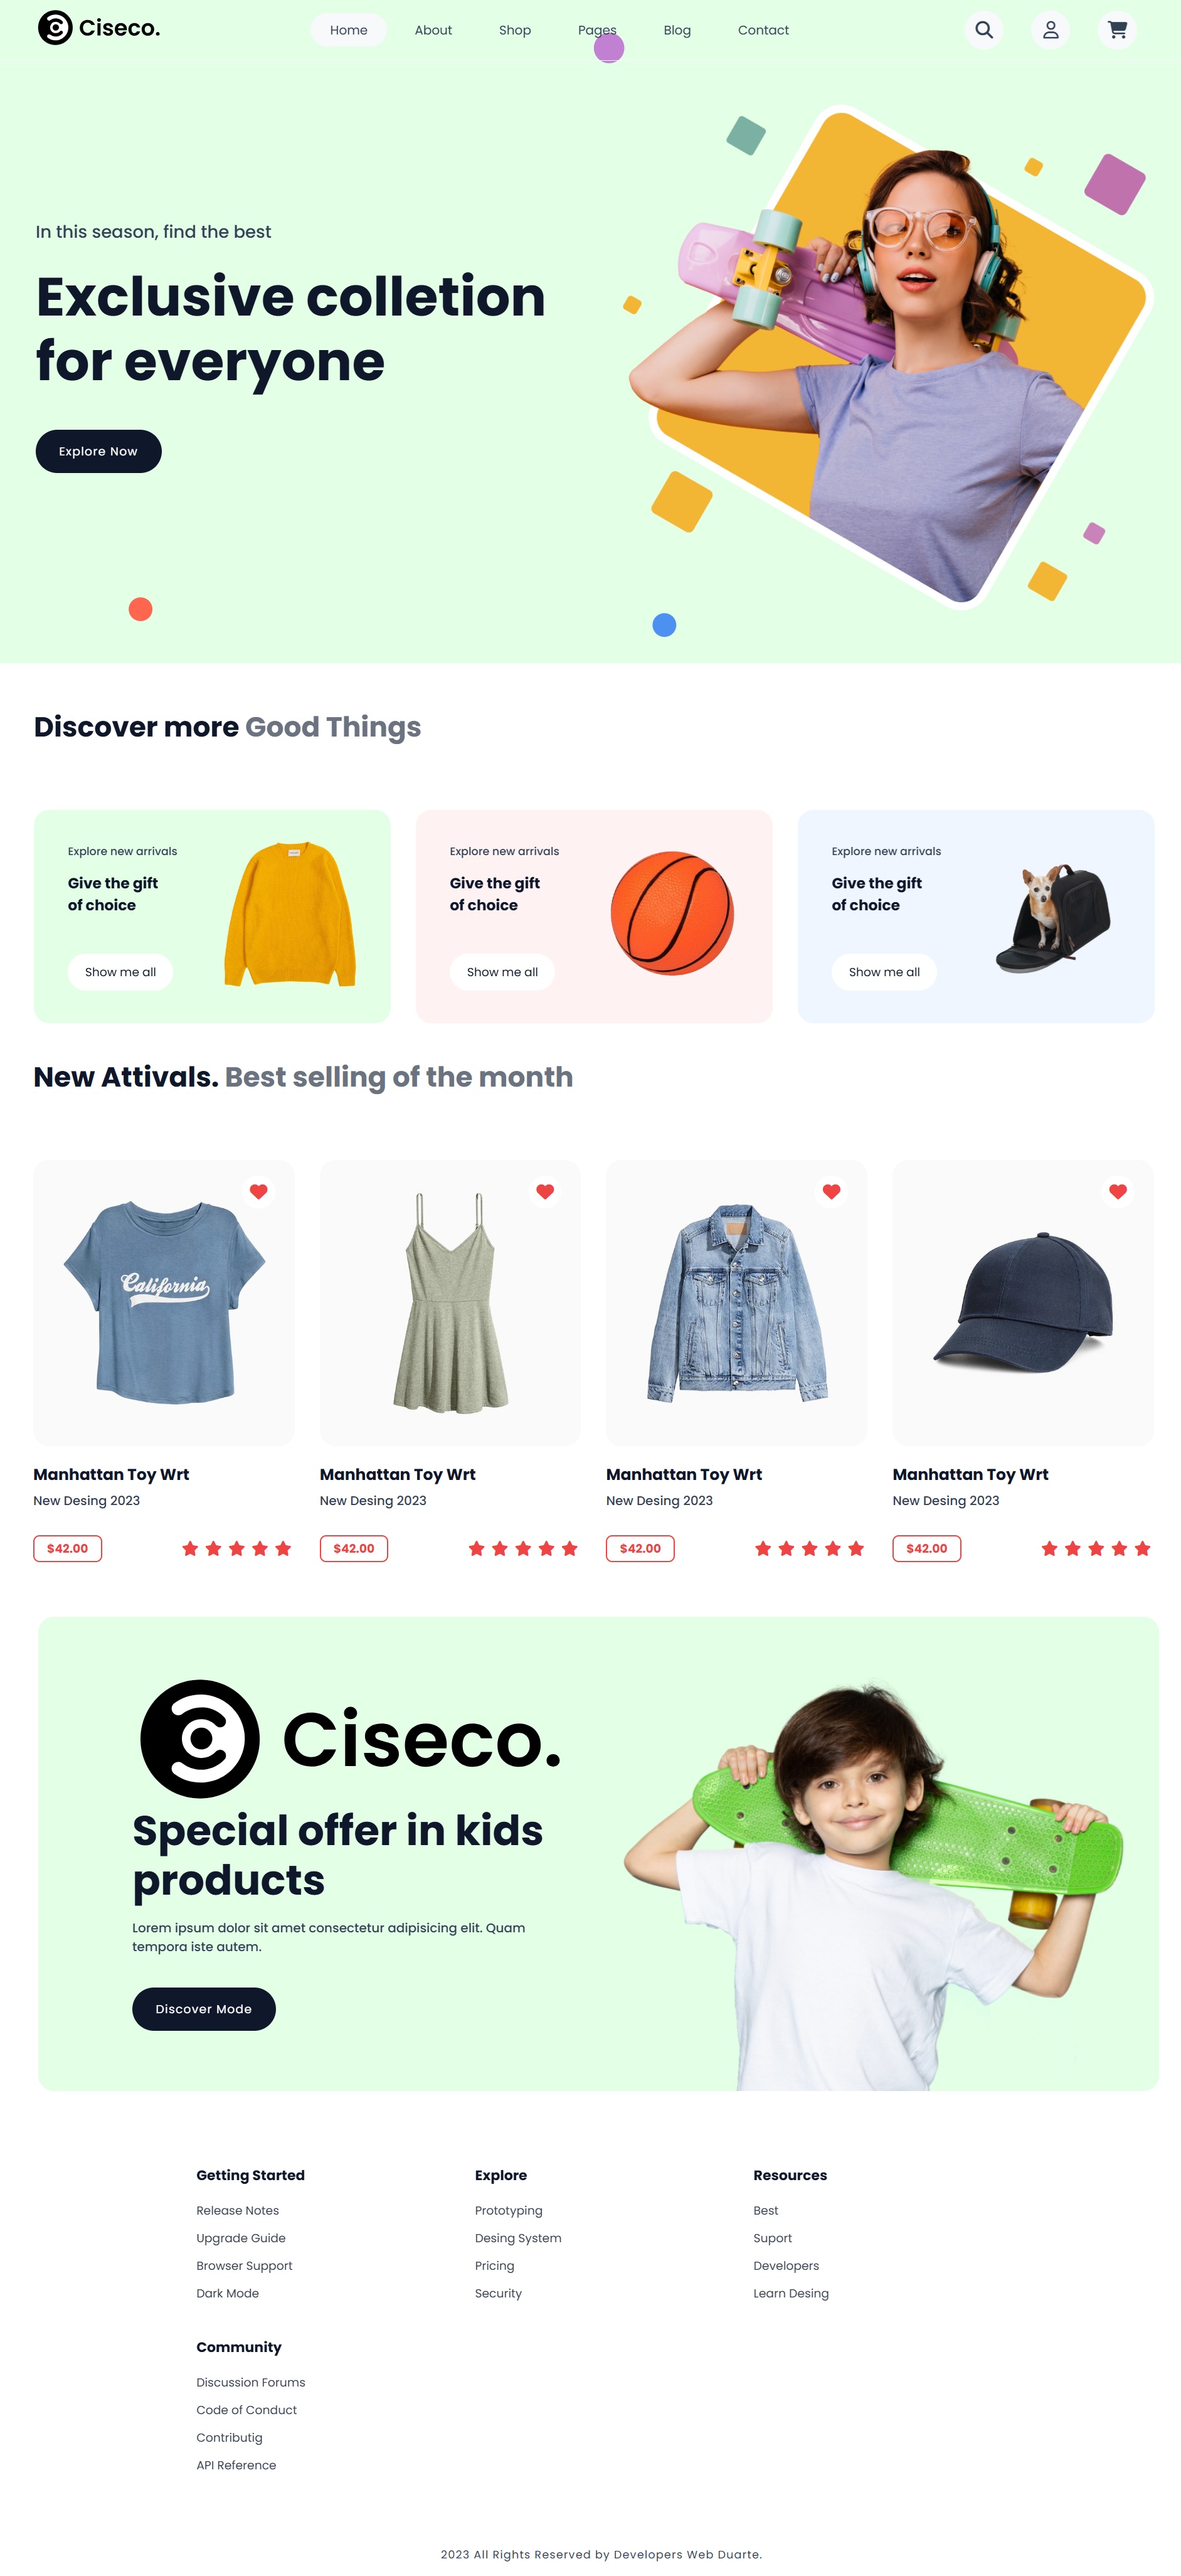 Ciseco.
Home About Shop Pages Blog Contact
In this season, find the best
Exclusive colletion
for everyone
Explore Now
Discover more Good Things
Explore new arrivals
Give the gift
of choice
Show me all
Explore new arrivals
Give the gift
of choice
Show me all
Explore new arrivals
Give the gift
of choice
Show me all
New Attivals. Best selling of the month
California
Manhattan Toy Wrt
New Desing 2023
$42.00
Manhattan Toy Wrt
New Desing 2023
$42.00
Manhattan Toy Wrt
New Desing 2023
$42.00
Manhattan Toy Wrt
New Desing 2023
$42.00
Ciseco.
Special offer in kids
products
Lorem ipsum dolor sit amet consectetur adipisicing elit. Quam
tempora iste autem.
Discover Mode
Getting Started
Release Notes
Upgrade Guide
Browser Support
Dark Mode
Explore
Prototyping
Desing System
Pricing
Security
Resources
Best
Suport
Developers
Learn Desing
Community
Discussion Forums
Code of Conduct
Contributig
API Reference
2023 All Rights Reserved by Developers Web Duarte.